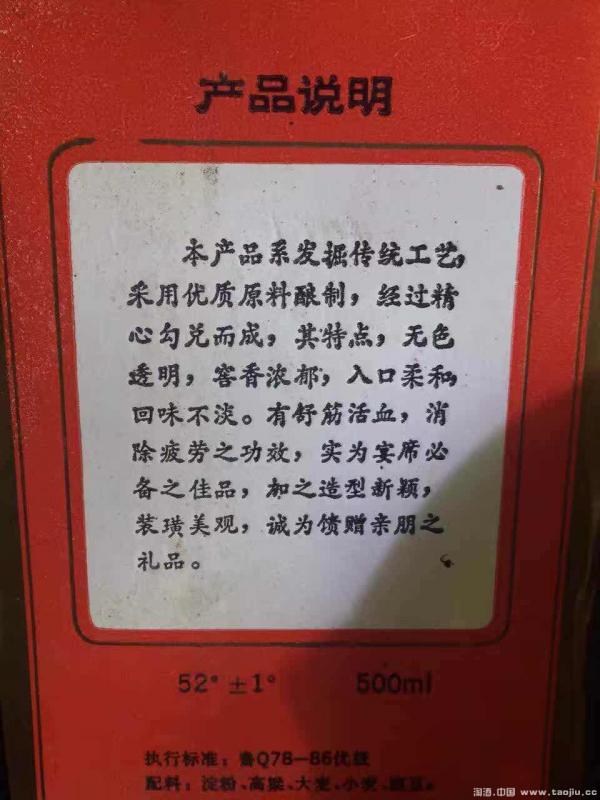 产品说明
本产品系发掘传统工艺,
采用优质原料酿制，经过精
心勾兑而成，其特点，无色
透明，窖香浓郁，入口柔和,
回味不淡。有舒筋活血，消
除疲劳之功效，实为宴席必
备之佳品，加之造型新颖，
装璜美观，诚为馈赠亲朋之
礼品。
52°±1° 500ml
执行标准：鲁Q78—86优级
配料：淀粉、高粱、大麦、小麦、豌豆。
淘酒.中国 www.taojiu.cc